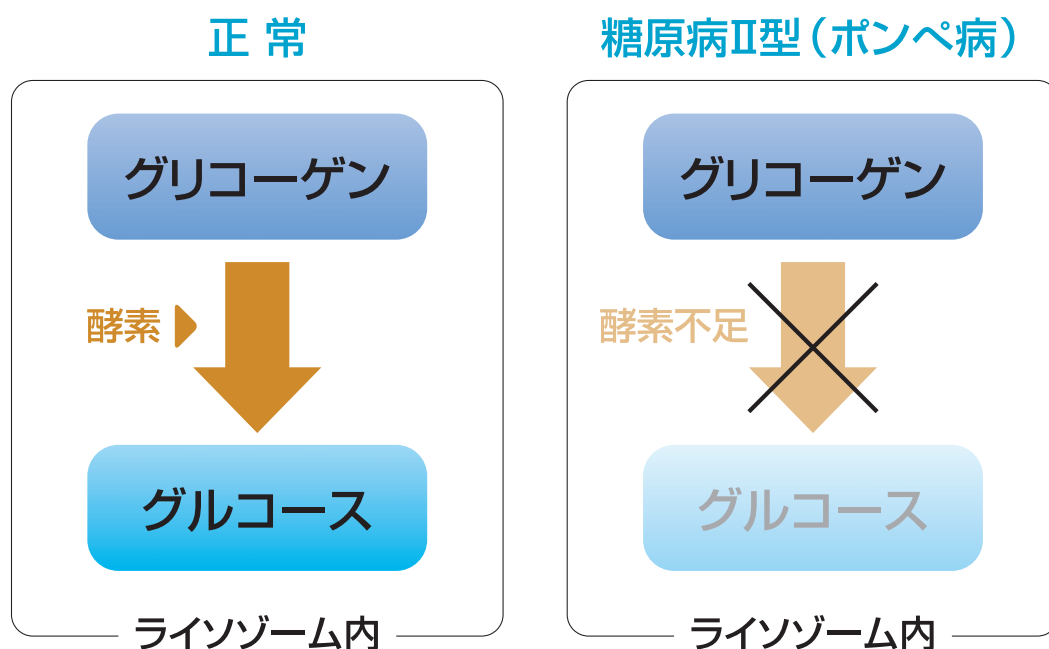 正 常
グリコーゲン
酵素
グルコース
ライソゾーム内
糖原病Ⅱ型（ポンペ病）
グリコーゲン
酵素不足
グルコース
ライソゾーム内